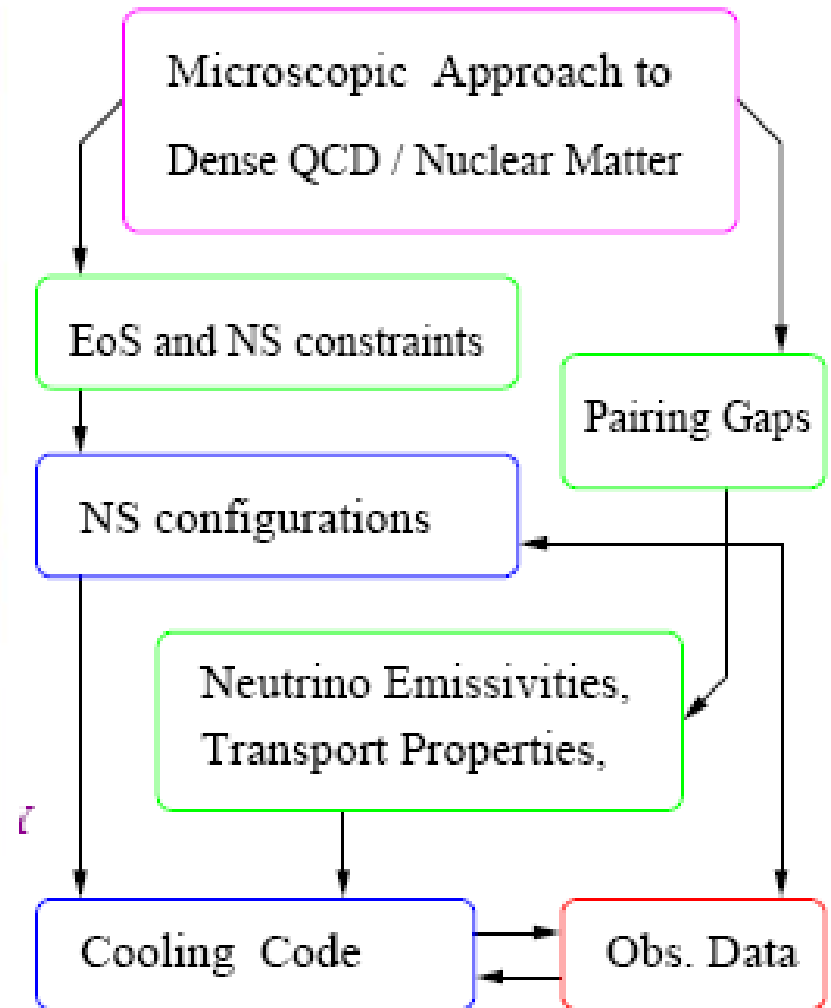 Microscopic Approach to
Dense QCD / Nuclear Matter
EoS and NS constraints
Pairing Gaps
NS configurations
Neutrino Emissivities,
Transport Properties,
Cooling Code
Obs. Data